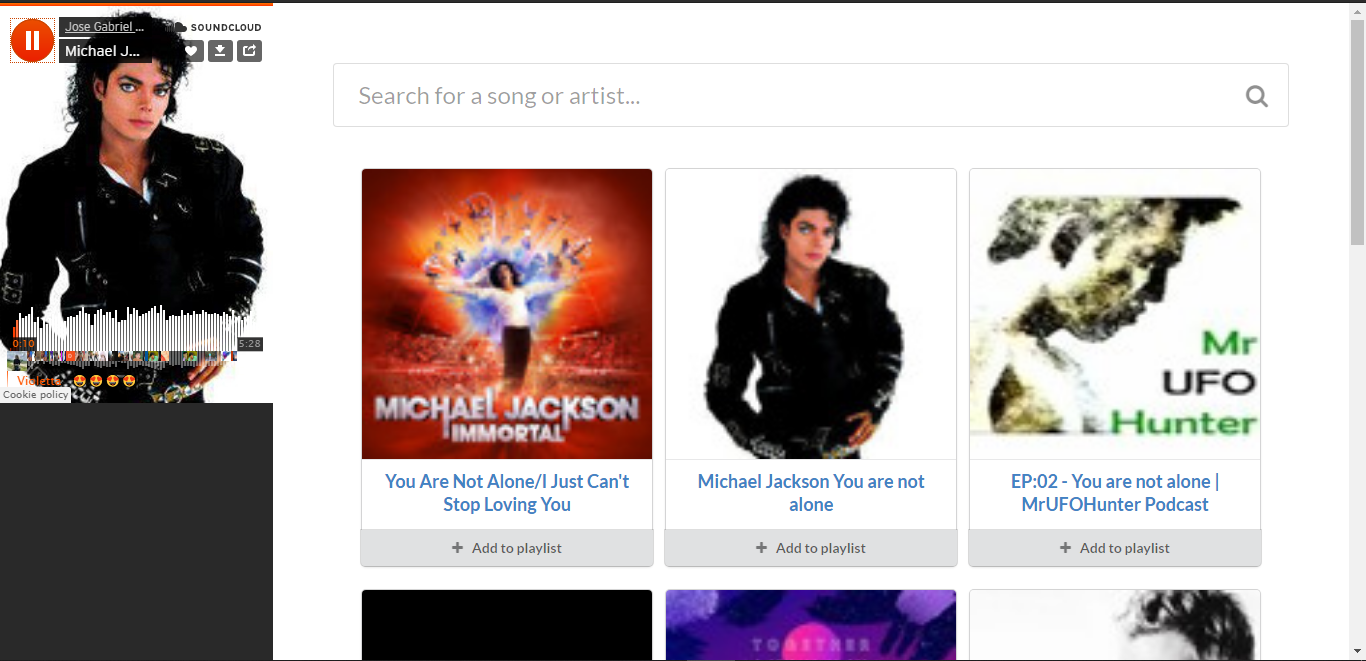 Jose Gabriel ...
SOUNDCLOUD
Michael J...
0:10
5:28
Violetta
Cookie policy
Search for a song or artist...
MICHAEL JACKSON
IMMORTAL
Mr
UFO
Hunter
You Are Not Alone/I Just Can't
Stop Loving You
Michael Jackson You are not
alone
EP:02 - You are not alone |
MrUFOHunter Podcast
+ Add to playlist
+ Add to playlist
+ Add to playlist
TOGETHER